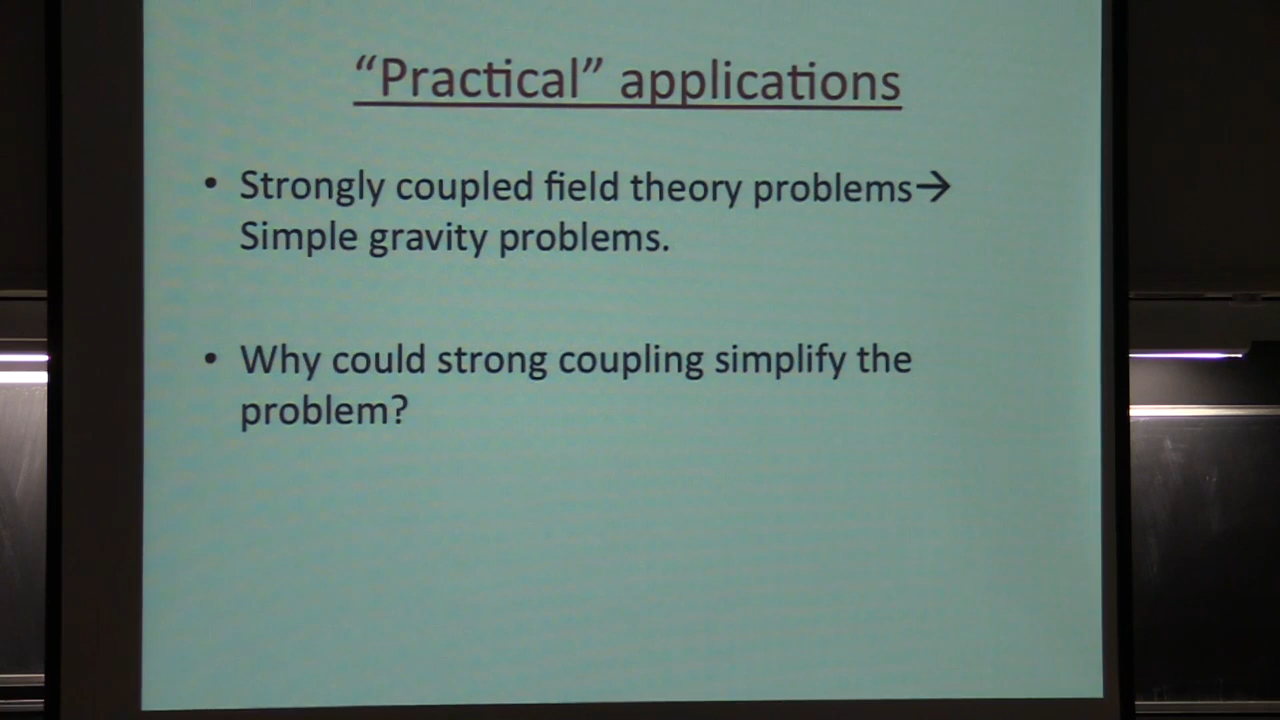 “Practical” applications
• Strongly coupled field theory problems→
Simple gravity problems.
• Why could strong coupling simplify the
problem?